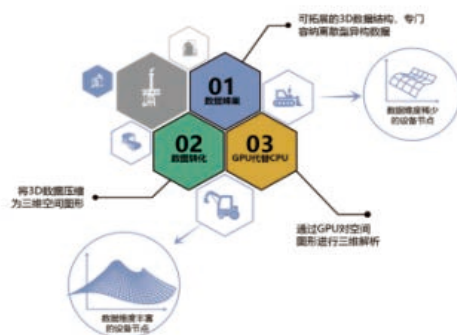 可拓展的3D数据结构、专门
容纳离散型异构数据
01
数据蜂巢
数据维度稀少
的设备节点
02
数图转化
03
GPU代替CPU
将3D数据压缩
为三维空间图形
通过GPU对空间
图形进行三维解析
数据维度丰富
的设备节点